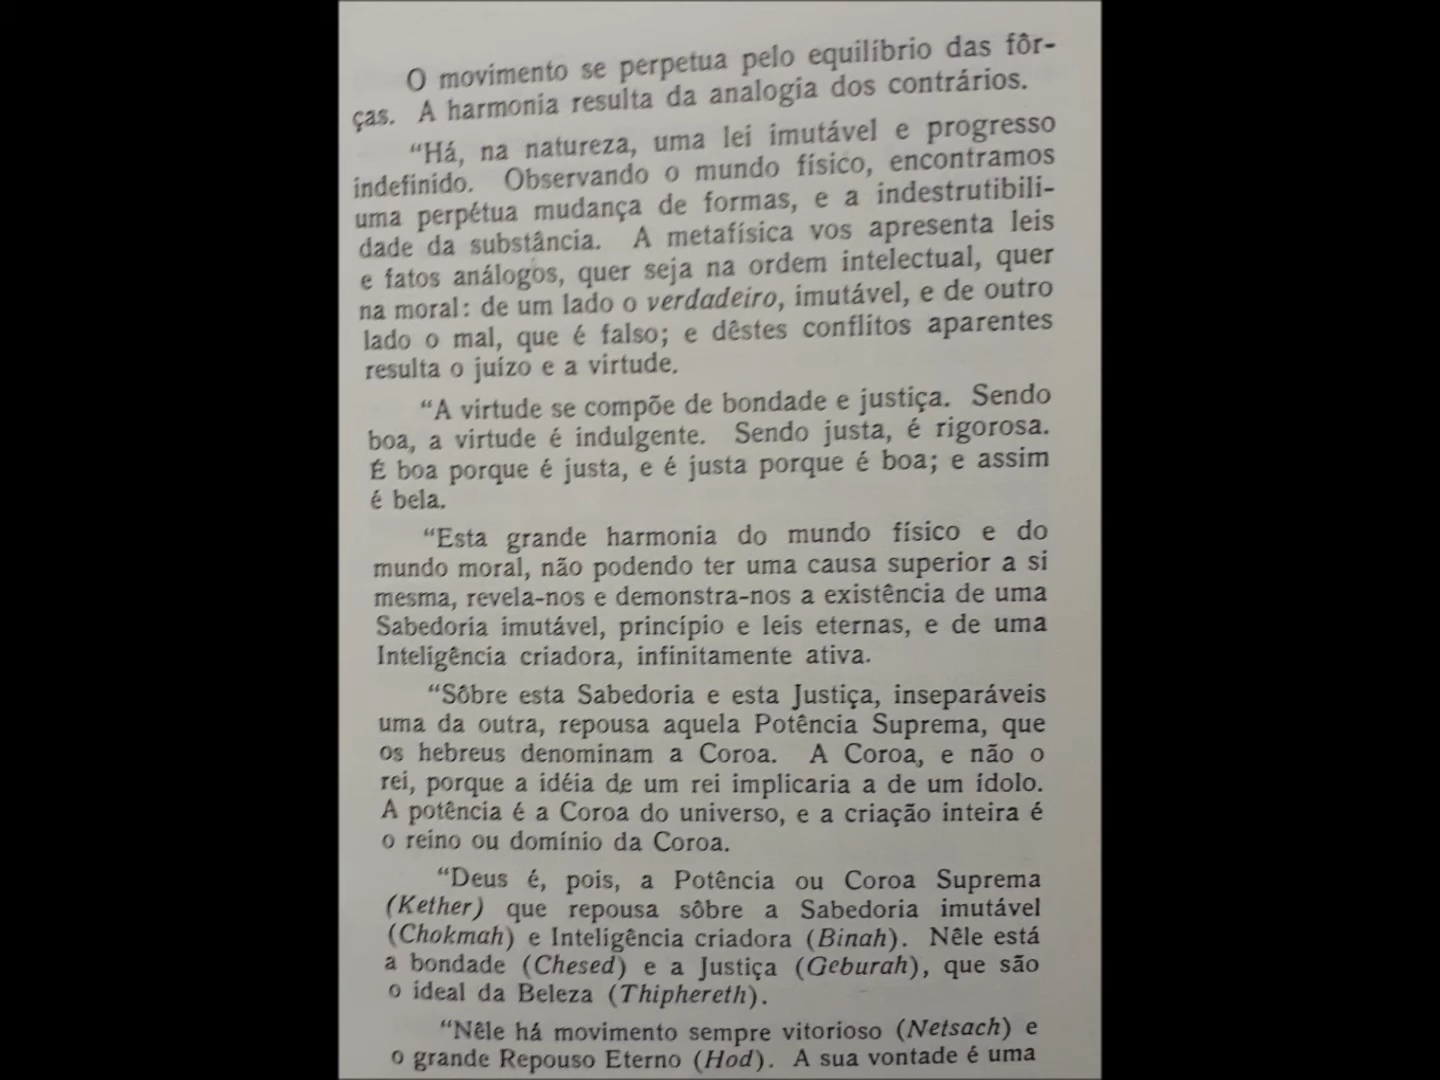 O movimento se perpetua pelo equilíbrio das fôr-
ças. A harmonia resulta da analogia dos contrários.
“Há, na natureza, uma lei imutável e progresso
indefinido. Observando o mundo físico, encontramos
uma perpétua mudança de formas, e a indestrutibili-
dade da substância. A metafísica vos apresenta leis
e fatos análogos, quer seja na ordem intelectual, quer
na moral: de um lado o verdadeiro, imutável, e de outro
lado o mal, que é falso; e dêstes conflitos aparentes
resulta o juízo e a virtude.
“A virtude se compõe de bondade e justiça. Sendo
boa, a virtude é indulgente. Sendo justa, é rigorosa.
É boa porque é justa, e é justa porque é boa; e assim
é bela.
“Esta grande harmonia do mundo físico e do
mundo moral, não podendo ter uma causa superior a si
mesma, revela-nos e demonstra-nos a existência de uma
Sabedoria imutável, princípio e leis eternas, e de uma
Inteligência criadora, infinitamente ativa.
“Sôbre esta Sabedoria e esta Justiça, inseparáveis
uma da outra, repousa aquela Potência Suprema, que
os hebreus denominam a Coroa. A Coroa, e não o
rei, porque a idéia de um rei implicaria a de um ídolo.
A potência é a Coroa do universo, e a criação inteira é
o reino ou domínio da Coroa.
“Deus é, pois, a Potência ou Coroa Suprema
(Kether) que repousa sôbre a Sabedoria imutável
(Chokmah) e Inteligência criadora (Binah). Nêle está
a bondade (Chesed) e a Justiça (Geburah), que são
o ideal da Beleza (Thiphereth).
“Nêle há movimento sempre vitorioso (Netsach) e
o grande Repouso Eterno (Hod). A sua vontade é uma